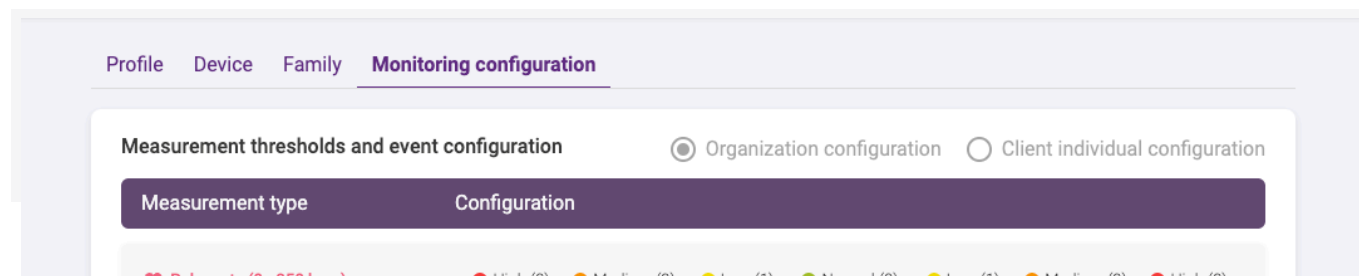 Profile Device Family Monitoring configuration
Measurement thresholds and event configuration Organization configuration Client individual configuration
Measurement type Configuration